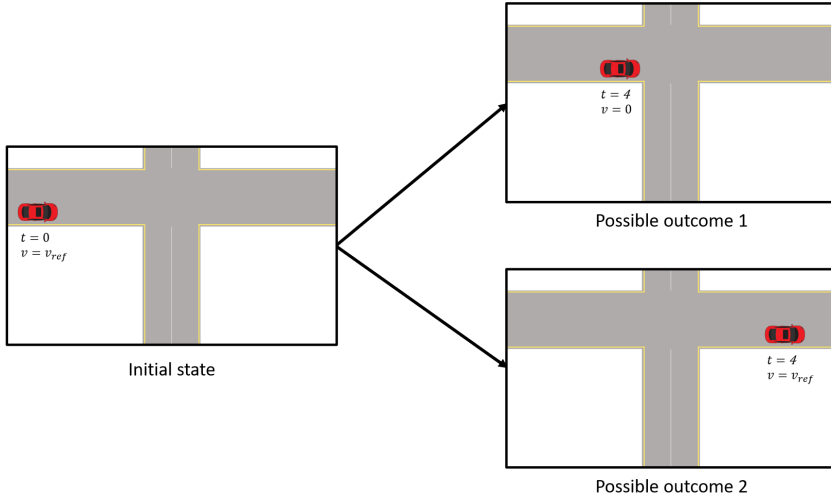 t = 0
v = v_ref
Initial state
t = 4
v = 0
Possible outcome 1
t = 4
v = v_ref
Possible outcome 2